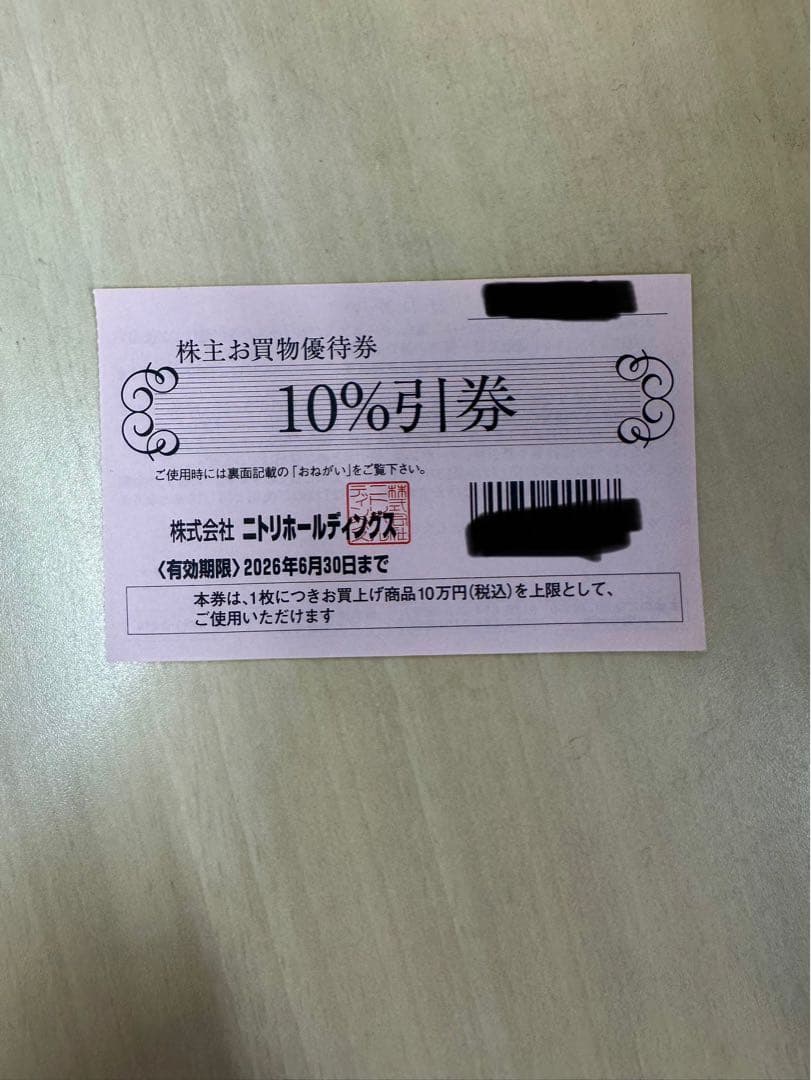 株主お買物優待券
10%引券
ご使用時には裏面記載の「おねがい」をご覧下さい。
株式会社 ニトリホールディングス
〈有効期限〉2026年6月30日まで
本券は、1枚につきお買上げ商品10万円(税込)を上限として、
ご使用いただけます